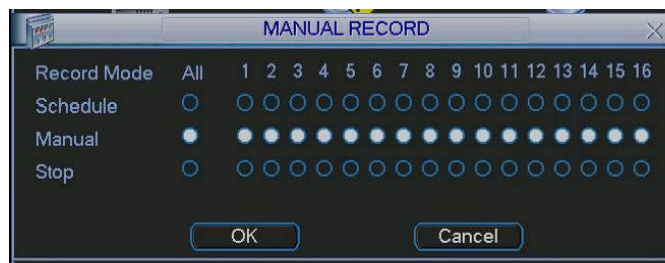 MANUAL RECORD
Record Mode All 1 2 3 4 5 6 7 8 9 10 11 12 13 14 15 16
Schedule
Manual
Stop
OK Cancel